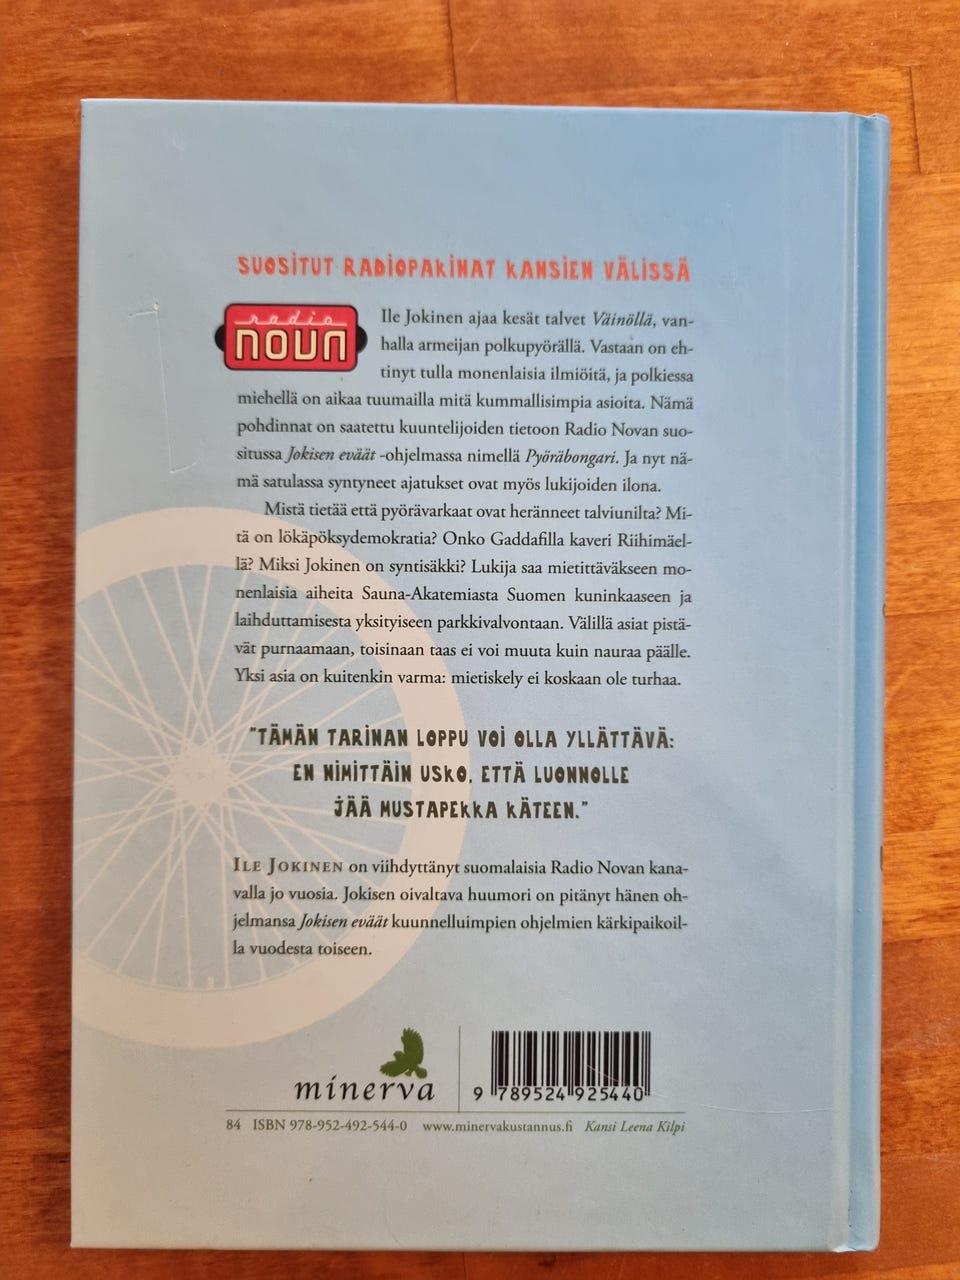 SUOSITUT RADIOPAKINAT KANSIEN VÄLISSÄ
radio
NOVA
Ile Jokinen ajaa kesät talvet Väinöllä, van-
halla armeijan polkupyörällä. Vastaan on eh-
tinyt tulla monenlaisia ilmiöitä, ja polkiessa
miehellä on aikaa tuumailla mitä kummallisimpia asioita. Nämä
pohdinnat on saatettu kuuntelijoiden tietoon Radio Novan suo-
situssa Jokisen eväät -ohjelmassa nimellä Pyöräbongari. Ja nyt nä-
mä satulassa syntyneet ajatukset ovat myös lukijoiden ilona.
Mistä tietää että pyörävarkaat ovat heränneet talviunilta? Mi-
tä on lökäpöksydemokratia? Onko Gaddafilla kaveri Riihimäel-
lä? Miksi Jokinen on syntisäkki? Lukija saa mietittäväkseen mo-
nenlaisia aiheita Sauna-Akatemiasta Suomen kuninkaaseen ja
laihduttamisesta yksityiseen parkkivalvontaan. Välillä asiat pistä-
vät purnaamaan, toisinaan taas ei voi muuta kuin nauraa päälle.
Yksi asia on kuitenkin varma: mietiskely ei koskaan ole turhaa.
"TÄMÄN TARINAN LOPPU VOI OLLA YLLÄTTÄVÄ:
EN NIMITTÄIN USKO, ETTÄ LUONNOLLE
JÄÄ MUSTAPEKKA KÄTEEN."
ILE JOKINEN on viihdyttänyt suomalaisia Radio Novan kana-
valla jo vuosia. Jokisen oivaltava huumori on pitänyt hänen oh-
jelmansa Jokisen eväät kuunnelluimpien ohjelmien kärkipaikoil-
la vuodesta toiseen.
minerva
9 789524 925440
84 ISBN 978-952-492-544-0 www.minervakustannus.fi Kansi Leena Kilpi